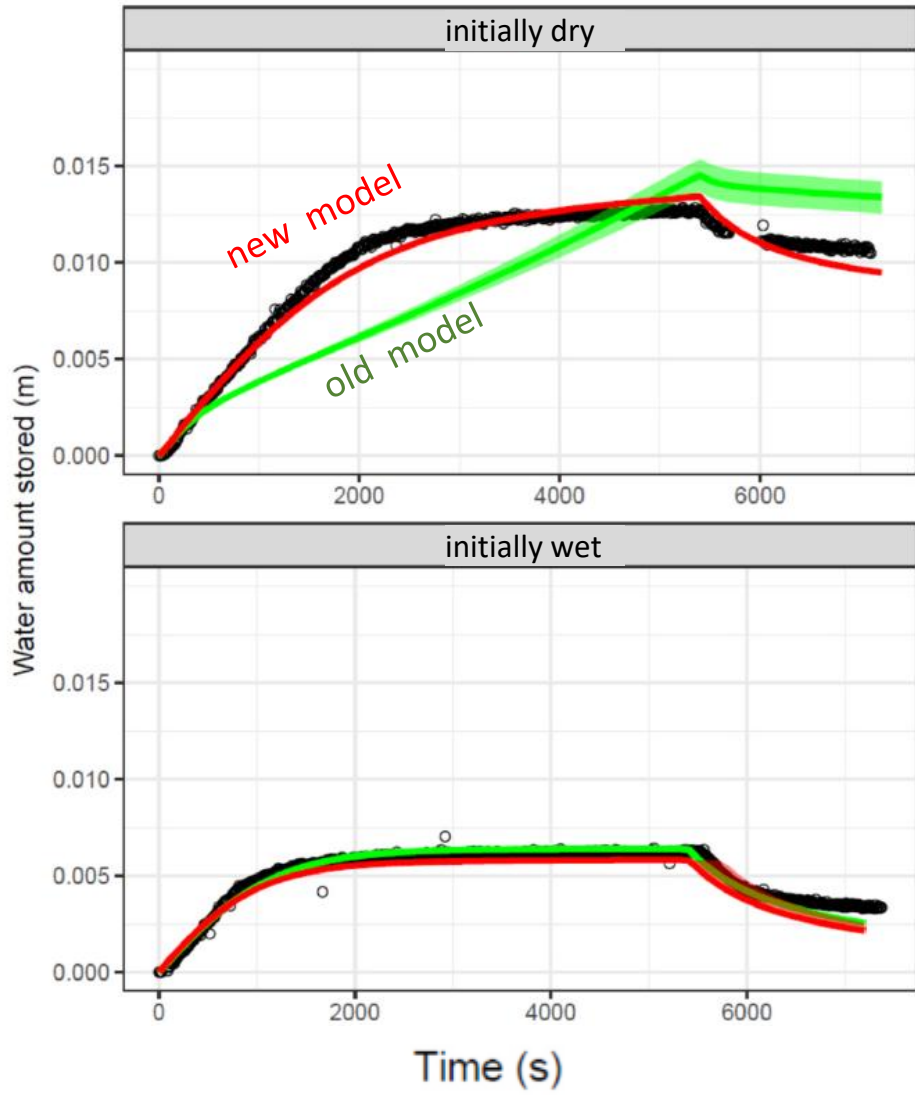 initially dry
0.015
0.010
0.005
0.000
new model
old model
0
2000
4000
6000
Water amount stored (m)
initially wet
0.015
0.010
0.005
0.000
0
2000
4000
6000
Time (s)